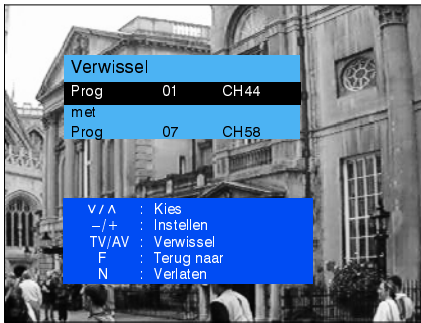 Verwissel
Prog 01 CH44
met
Prog 07 CH58
V / Λ : Kies
– / + : Instellen
TV/AV : Verwissel
F : Terug naar
N : Verlaten